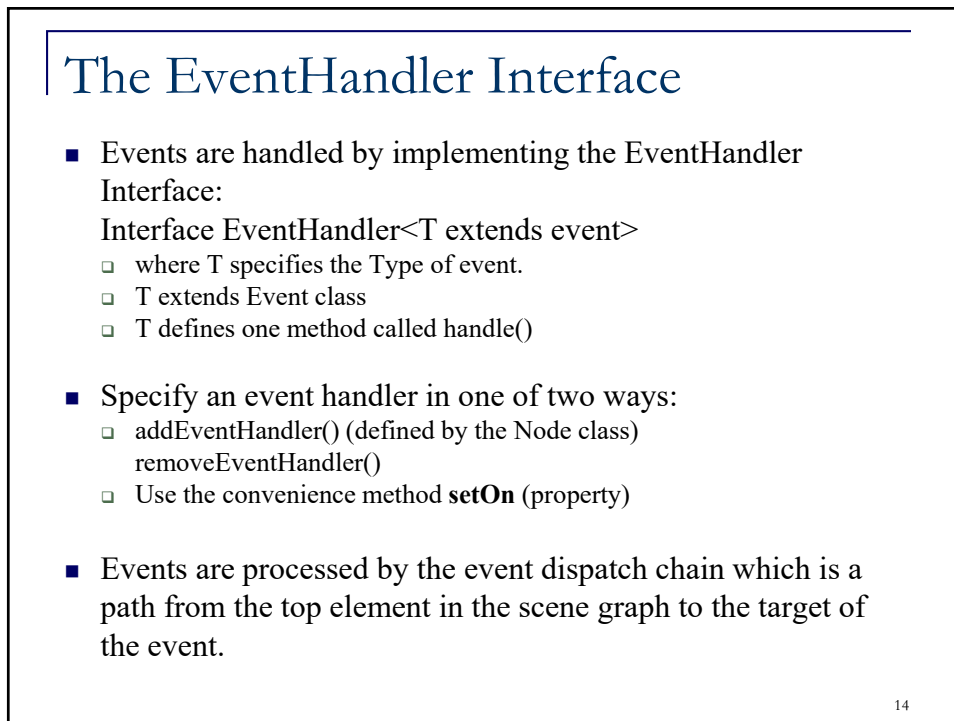 The EventHandler Interface
Events are handled by implementing the EventHandler
Interface:
Interface EventHandler<T extends event>
where T specifies the Type of event.
T extends Event class
T defines one method called handle()
Specify an event handler in one of two ways:
addEventHandler() (defined by the Node class)
removeEventHandler()
Use the convenience method setOn (property)
Events are processed by the event dispatch chain which is a
path from the top element in the scene graph to the target of
the event.
14